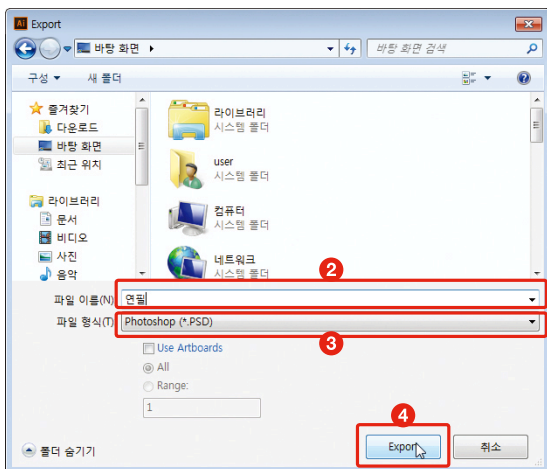 Ai Export
바탕 화면
바탕 화면 검색
구성 새 폴더
즐겨찾기
다운로드
바탕 화면
최근 위치
라이브러리
문서
비디오
사진
음악
라이브러리
시스템 폴더
user
시스템 폴더
컴퓨터
시스템 폴더
네트워크
시스템 폴더
2
파일 이름(N) 연필
파일 형식(T) Photoshop (*.PSD)
3
Use Artboards
All
Range:
1
4
폴더 숨기기 Export 취소